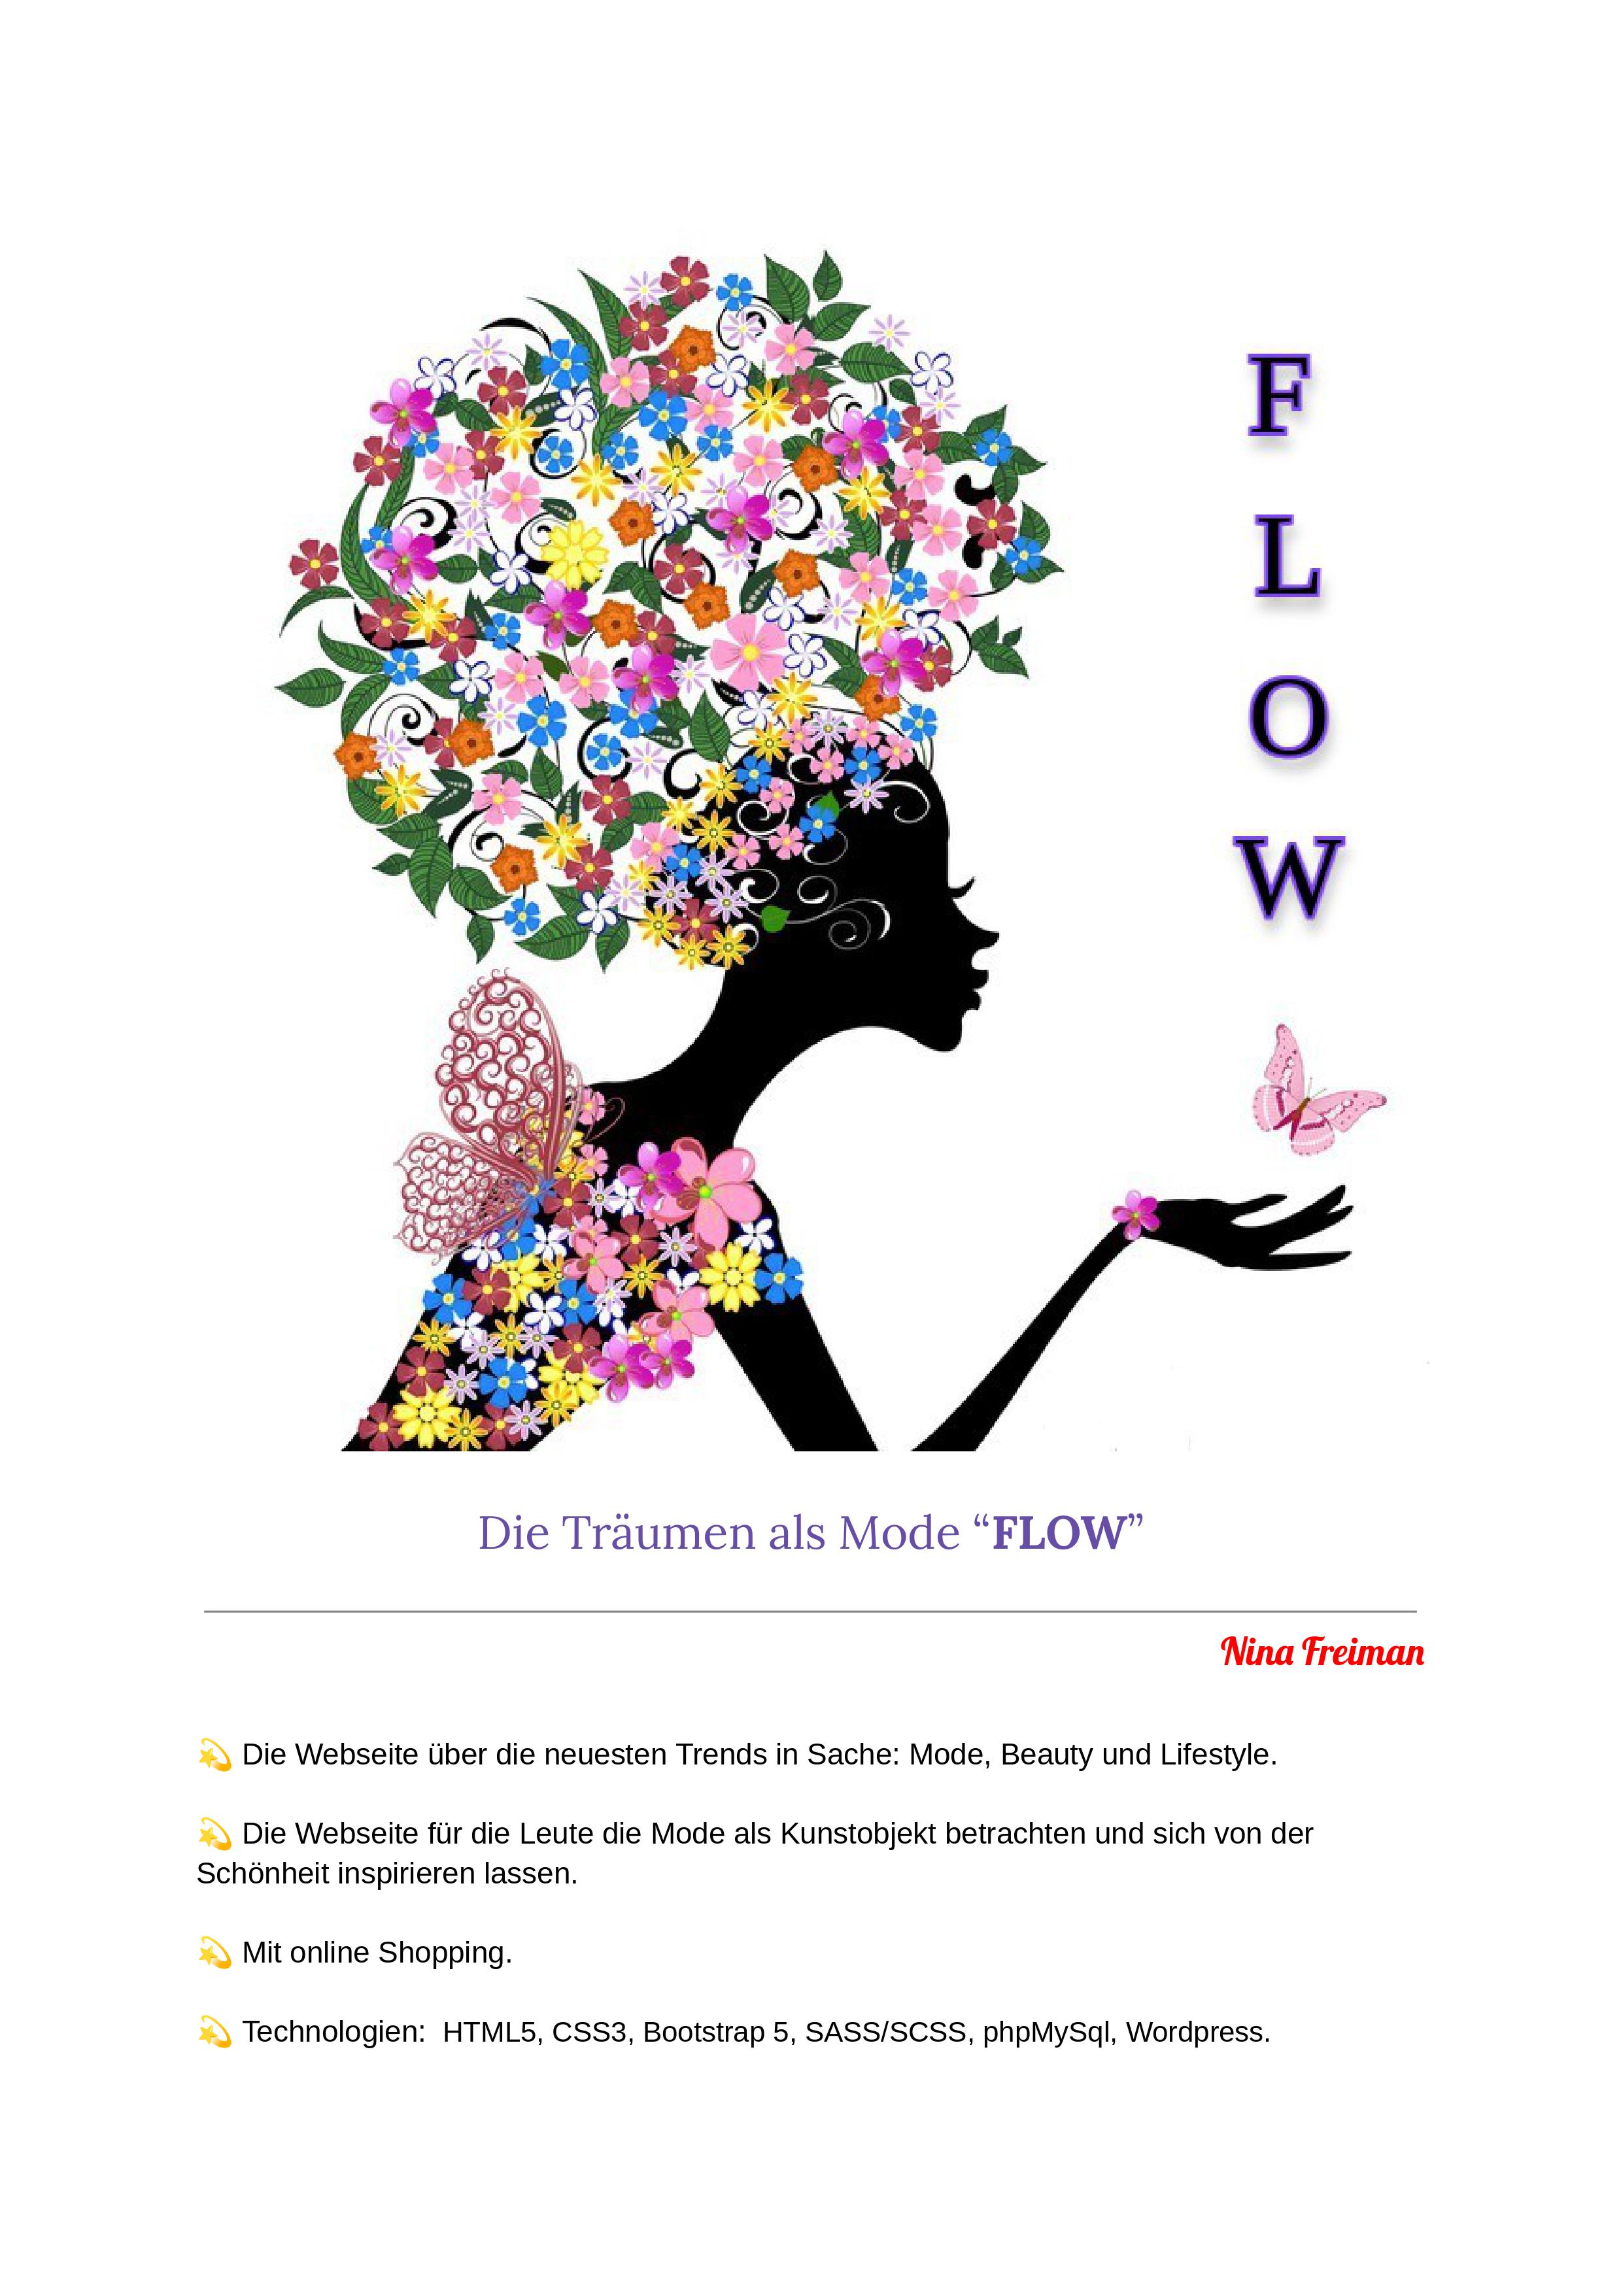 F
L
O
W
Die Träumen als Mode “FLOW”
Nina Freiman
💫 Die Webseite über die neuesten Trends in Sache: Mode, Beauty und Lifestyle.
💫 Die Webseite für die Leute die Mode als Kunstobjekt betrachten und sich von der
Schönheit inspirieren lassen.
💫 Mit online Shopping.
💫 Technologien:  HTML5, CSS3, Bootstrap 5, SASS/SCSS, phpMySql, Wordpress.